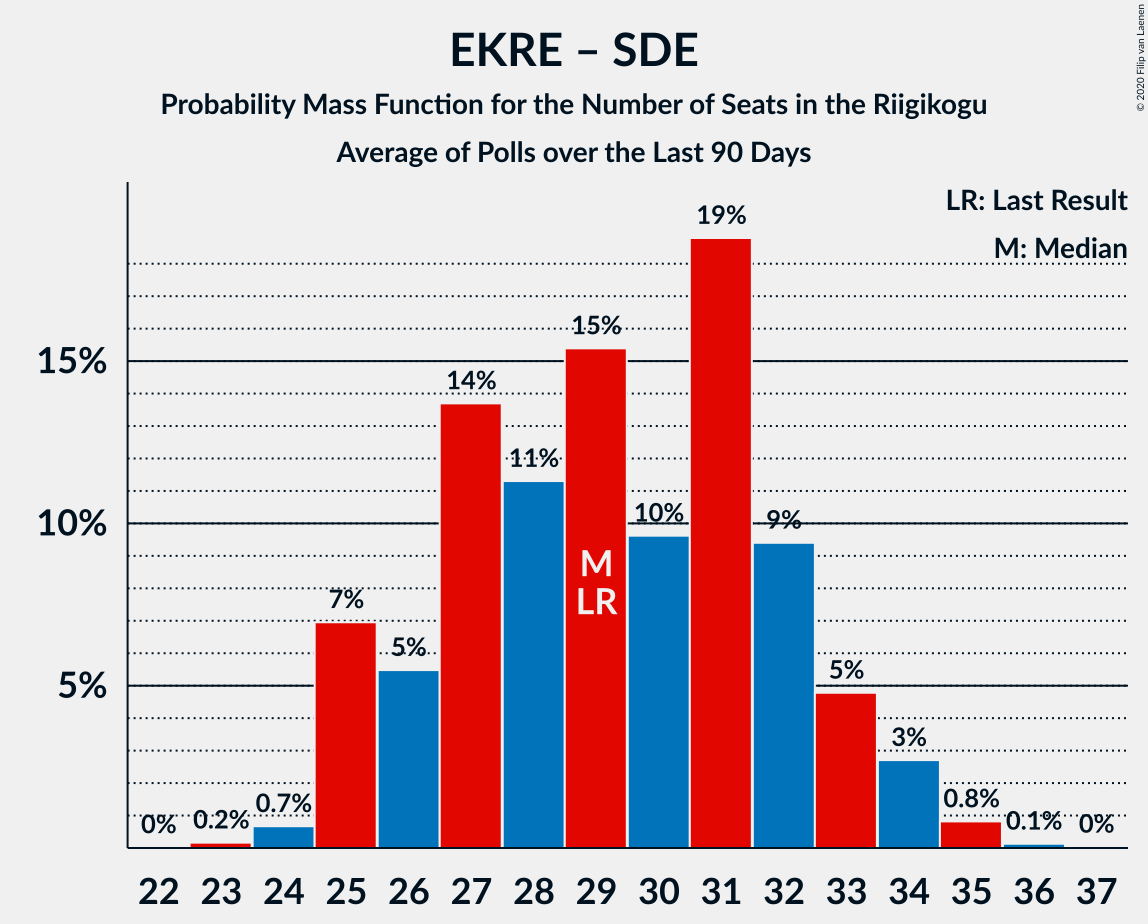 EKRE – SDE
Probability Mass Function for the Number of Seats in the Riigikogu
Average of Polls over the Last 90 Days
© 2020 Filip van Laenen
LR: Last Result
M: Median
15%
10%
5%
0%
0.2%
0.7%
7%
5%
14%
11%
15%
10%
19%
9%
5%
3%
0.8%
0.1%
0%
M
LR
22 23 24 25 26 27 28 29 30 31 32 33 34 35 36 37